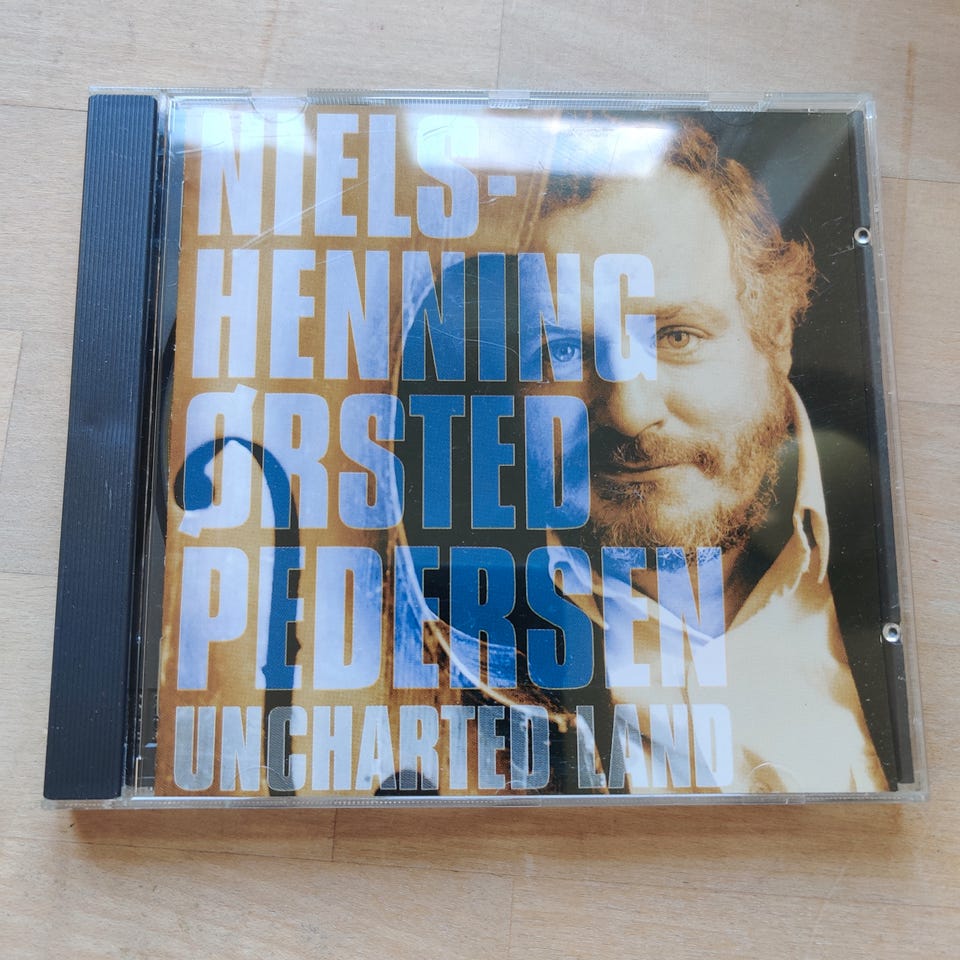 NIELS-
HENNING
ØRSTED
PEDERSEN
UNCHARTED LAND